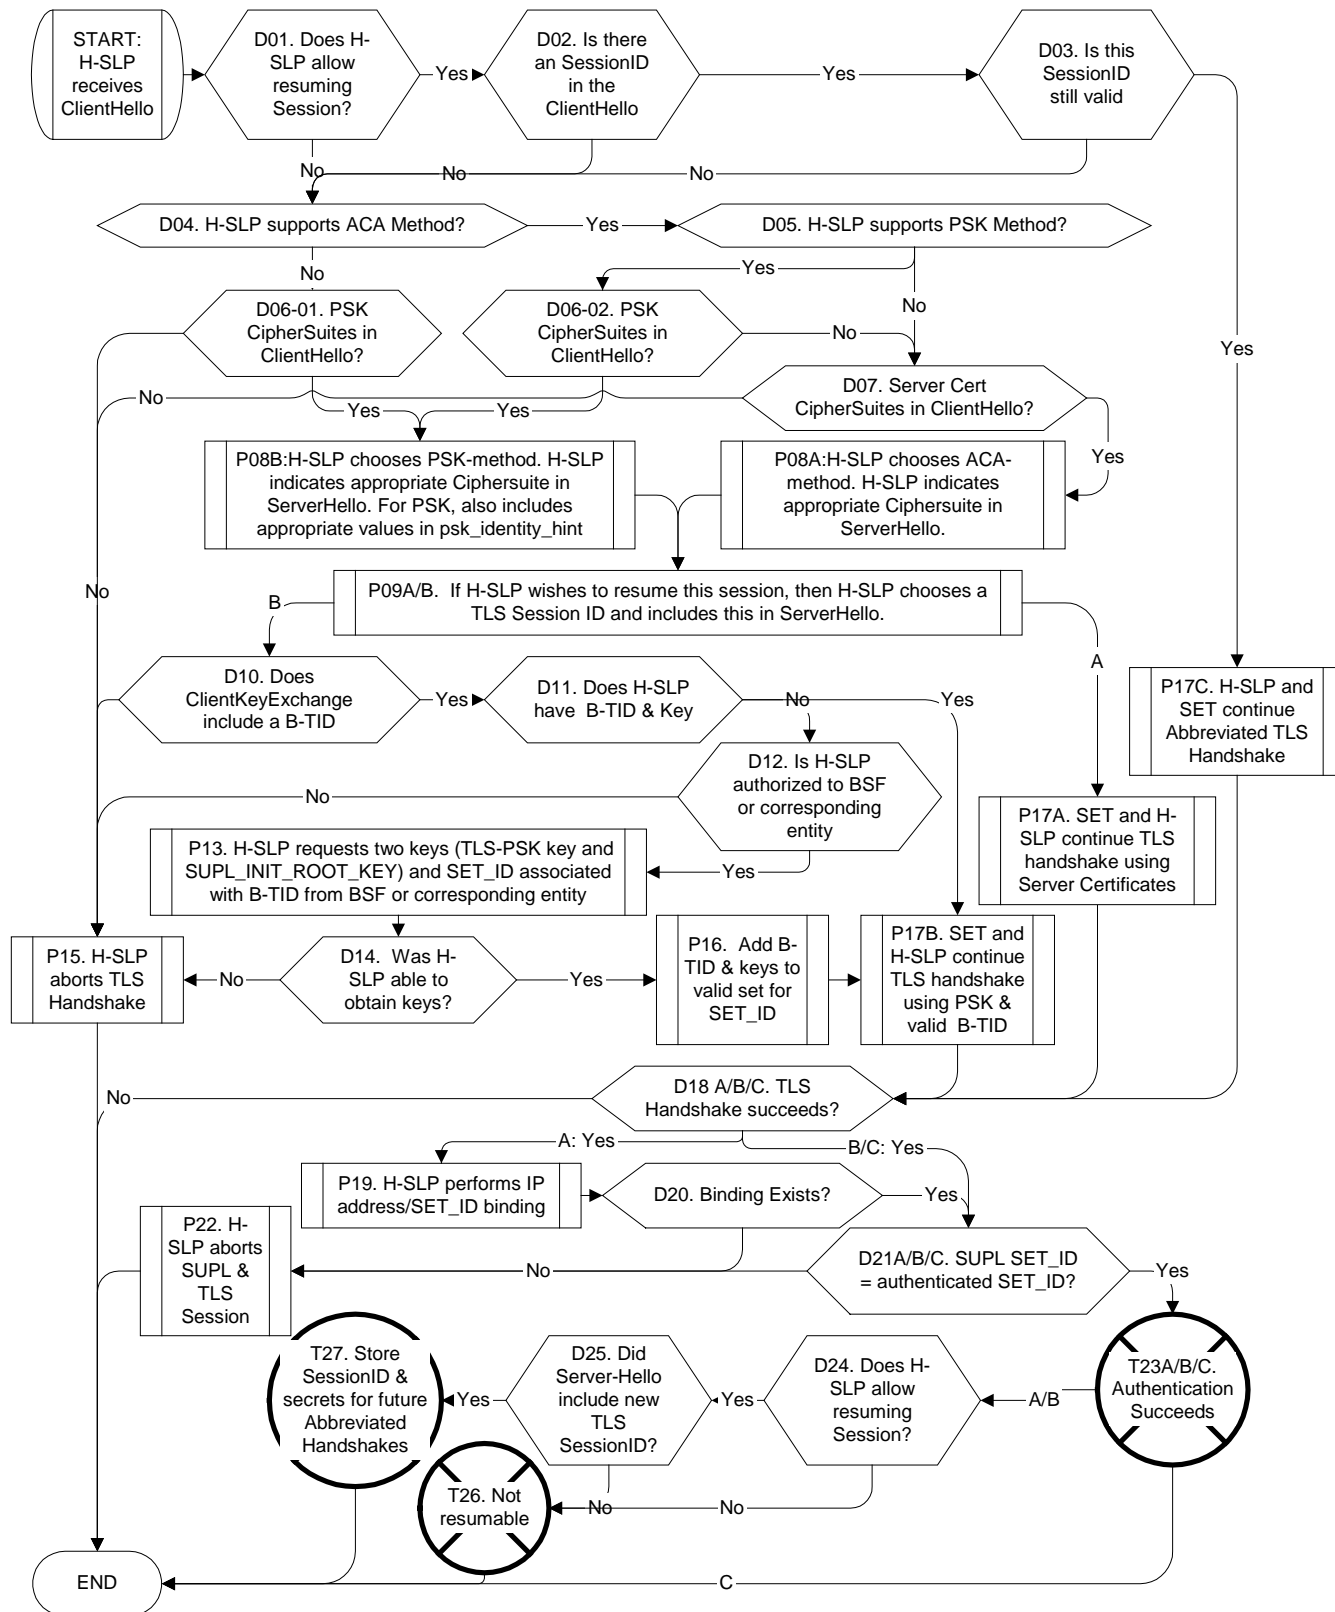 START:
H-SLP
receives
ClientHello
D01. Does H-
SLP allow
resuming
Session?
Yes
D02. Is there
an SessionID
in the
ClientHello
Yes
D03. Is this
SessionID
still valid
No
No
No
D04. H-SLP supports ACA Method?
Yes
D05. H-SLP supports PSK Method?
No
Yes
No
Yes
D06-01. PSK
CipherSuites in
ClientHello?
D06-02. PSK
CipherSuites in
ClientHello?
No
D07. Server Cert
CipherSuites in ClientHello?
No
Yes
Yes
Yes
P08B:H-SLP chooses PSK-method. H-SLP
indicates appropriate Ciphersuite in
ServerHello. For PSK, also includes
appropriate values in psk_identity_hint
P08A:H-SLP chooses ACA-
method. H-SLP indicates
appropriate Ciphersuite in
ServerHello.
No
P09A/B.  If H-SLP wishes to resume this session, then H-SLP chooses a
TLS Session ID and includes this in ServerHello.
B
A
D10. Does
ClientKeyExchange
include a B-TID
Yes
D11. Does H-SLP
have  B-TID & Key
No
Yes
P17C. H-SLP and
SET continue
Abbreviated TLS
Handshake
D12. Is H-SLP
authorized to BSF
or corresponding
entity
No
Yes
P17A. SET and H-
SLP continue TLS
handshake using
Server Certificates
P13. H-SLP requests two keys (TLS-PSK key and
SUPL_INIT_ROOT_KEY) and SET_ID associated
with B-TID from BSF or corresponding entity
P15. H-SLP
aborts TLS
Handshake
No
D14.  Was H-
SLP able to
obtain keys?
Yes
P16.  Add B-
TID & keys to
valid set for
SET_ID
P17B. SET and
H-SLP continue
TLS handshake
using PSK &
valid  B-TID
No
D18 A/B/C. TLS
Handshake succeeds?
A: Yes
B/C: Yes
P19. H-SLP performs IP
address/SET_ID binding
D20. Binding Exists?
Yes
P22. H-
SLP aborts
SUPL &
TLS
Session
No
D21A/B/C. SUPL SET_ID
= authenticated SET_ID?
Yes
T27. Store
SessionID &
secrets for future
Abbreviated
Handshakes
Yes
D25. Did
Server-Hello
include new
TLS
SessionID?
Yes
D24. Does H-
SLP allow
resuming
Session?
A/B
T23A/B/C.
Authentication
Succeeds
T26. Not
resumable
No
No
END
C